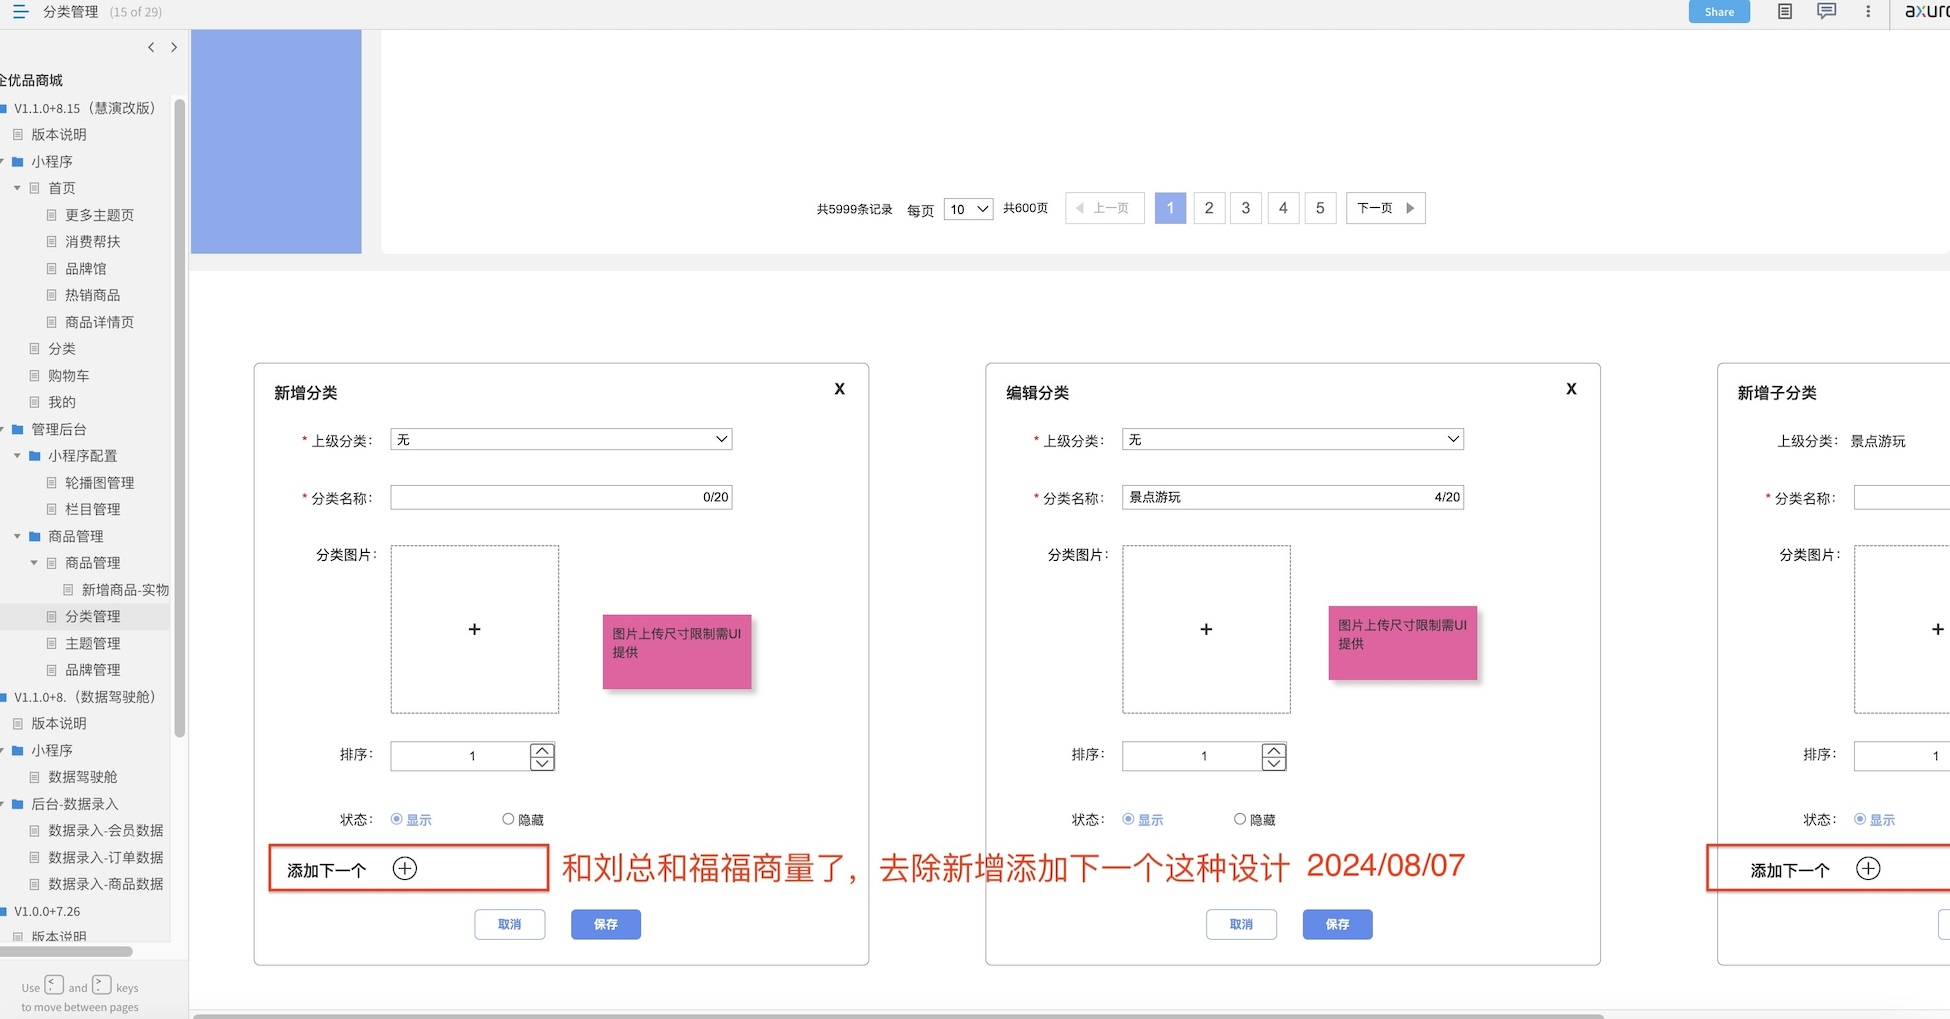 分类管理 (15 of 29)
Share
axure
企优品商城
V1.1.0+8.15（慧演改版）
版本说明
小程序
首页
更多主题页
消费帮扶
品牌馆
热销商品
商品详情页
分类
购物车
我的
管理后台
小程序配置
轮播图管理
栏目管理
商品管理
商品管理
新增商品-实物
分类管理
主题管理
品牌管理
V1.1.0+8.（数据驾驶舱）
版本说明
小程序
数据驾驶舱
后台-数据录入
数据录入-会员数据
数据录入-订单数据
数据录入-商品数据
V1.0.0+7.26
版本说明
Use < , and > . keys
to move between pages
共5999条记录 每页 10 共600页 上一页 1 2 3 4 5 下一页
新增分类 X
* 上级分类： 无
* 分类名称： 0/20
分类图片：
+
图片上传尺寸限制需UI
提供
排序： 1
状态： 显示 隐藏
添加下一个
取消 保存
编辑分类 X
* 上级分类： 无
* 分类名称： 景点游玩 4/20
分类图片：
+
图片上传尺寸限制需UI
提供
排序： 1
状态： 显示 隐藏
和刘总和福福商量了，去除新增添加下一个这种设计 2024/08/07
取消 保存
新增子分类
上级分类： 景点游玩
* 分类名称：
分类图片：
+
排序： 1
状态： 显示
添加下一个